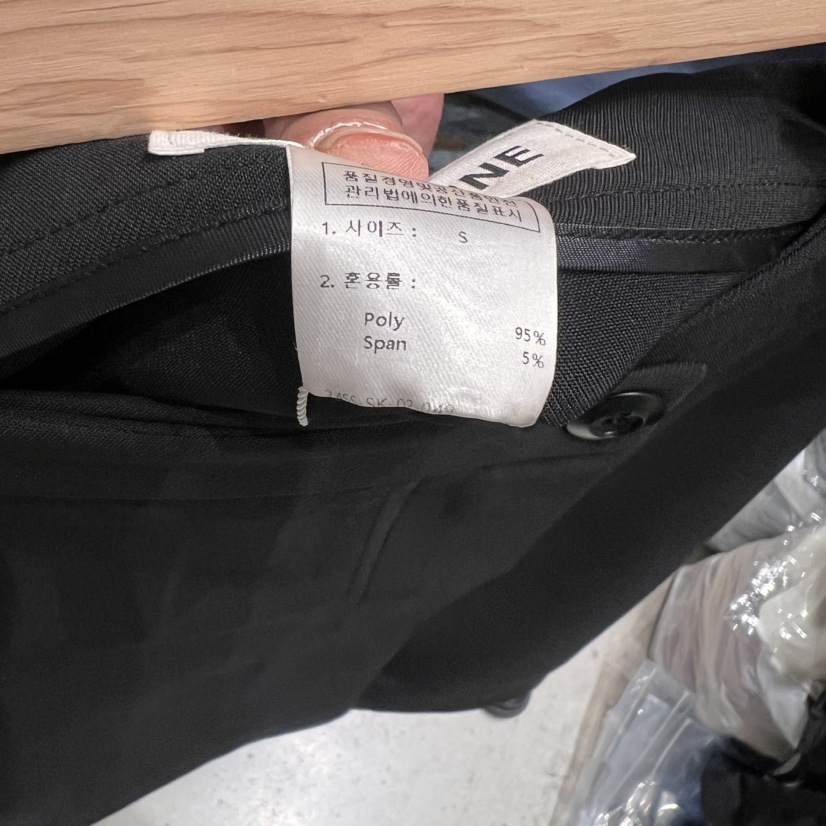 NE
품질경영및공산품안전
관리법에의한품질표시
1. 사이즈 : S
2. 혼용률 :
Poly 95%
Span 5%